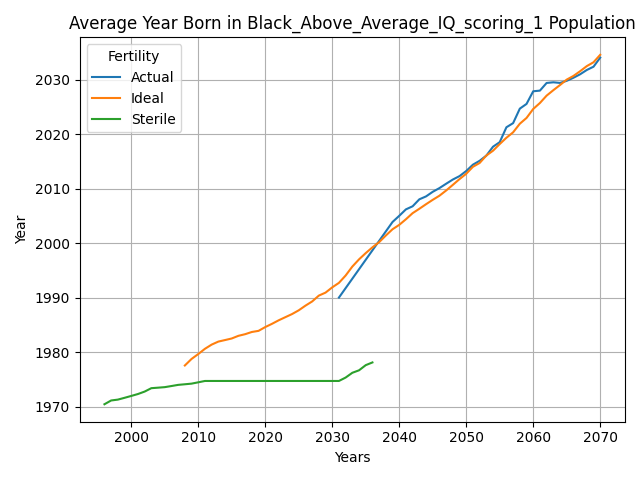 Average Year Born in Black_Above_Average_IQ_scoring_1 Population
Fertility
Actual
Ideal
Sterile
Year
2030
2020
2010
2000
1990
1980
1970
2000 2010 2020 2030 2040 2050 2060 2070
Years